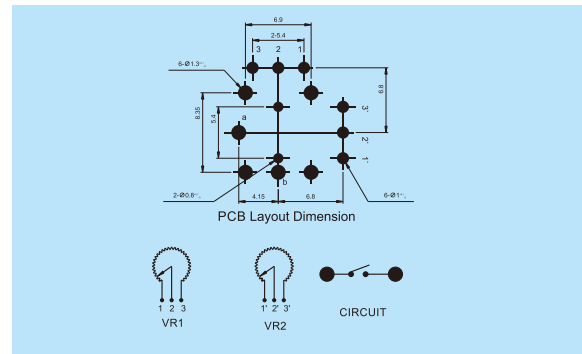 6.9
2-5.4
3 2 1
6-Ø1.3
6.8
8.35
5.4
3'
a
2'
1'
b
2-Ø0.8
4.15
6.8
6-Ø1
PCB Layout Dimension
1 2 3
VR1
1' 2' 3'
VR2
CIRCUIT